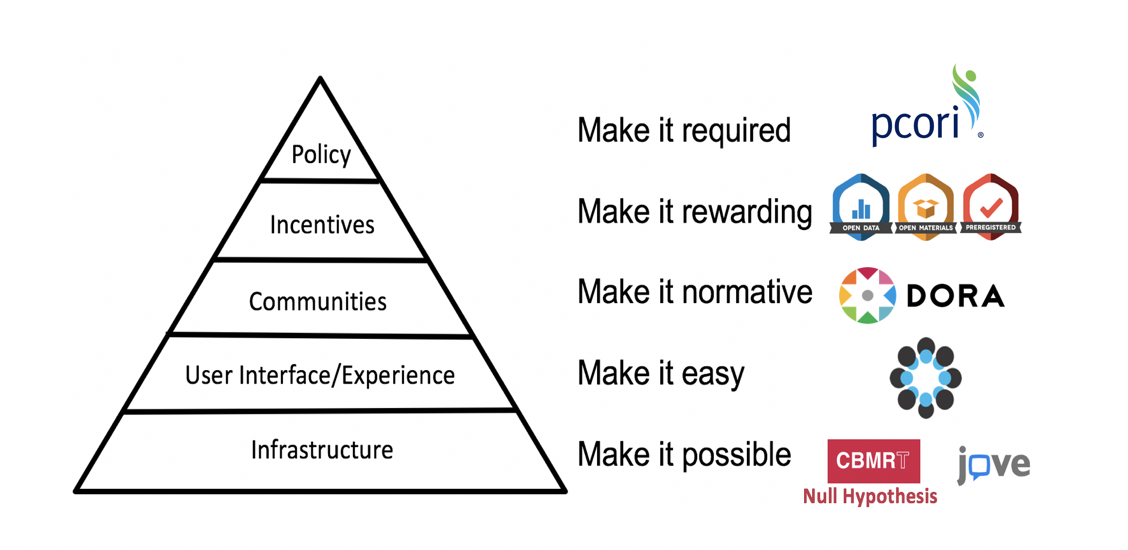 Policy
Make it required
pcori®
Incentives
Make it rewarding
OPEN DATA
OPEN MATERIALS
PREREGISTERED
Communities
Make it normative
DORA
User Interface/Experience
Make it easy
Infrastructure
Make it possible
CBMRT
Null Hypothesis
jove